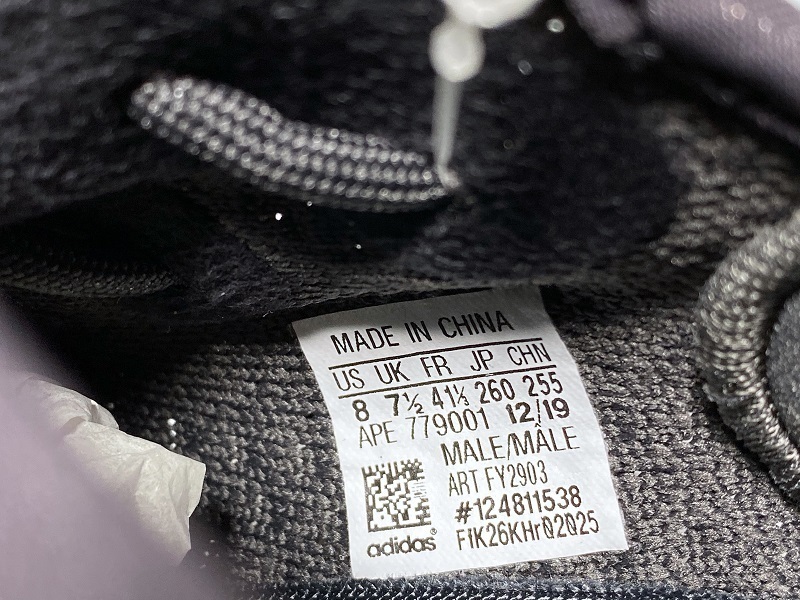 MADE IN CHINA
US UK FR JP CHN
8 7½ 41⅓ 260 255
APE 779001 12/19
MALE/MÂLE
ART FY2903
#124811538
FIK26KHr02025
adidas®